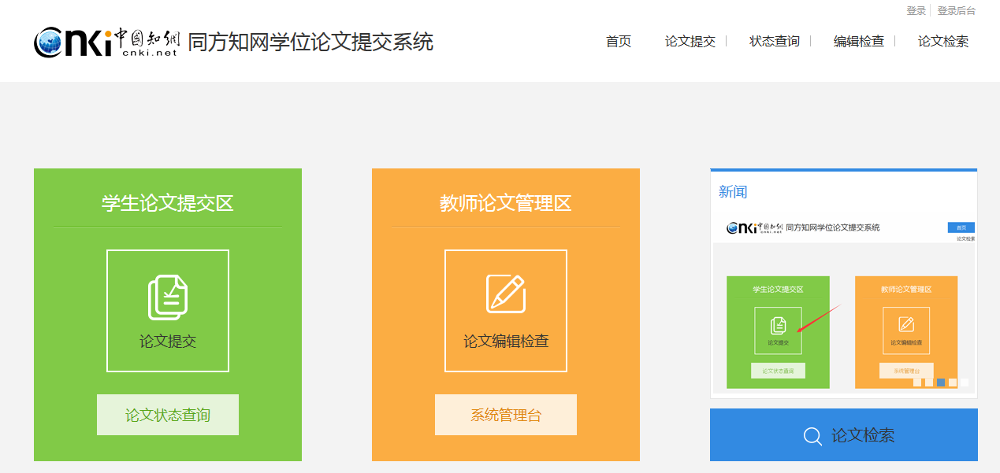 登录 登录后台
cnki 中国知网 cnki.net 同方知网学位论文提交系统 首页 论文提交 状态查询 编辑检查 论文检索
学生论文提交区
论文提交
论文状态查询
教师论文管理区
论文编辑检查
系统管理台
新闻
cnki 中国知网 cnki.net 同方知网学位论文提交系统 首页
论文检索
学生论文提交区 教师论文管理区
论文提交 论文编辑检查
论文状态查询 系统管理台
论文检索